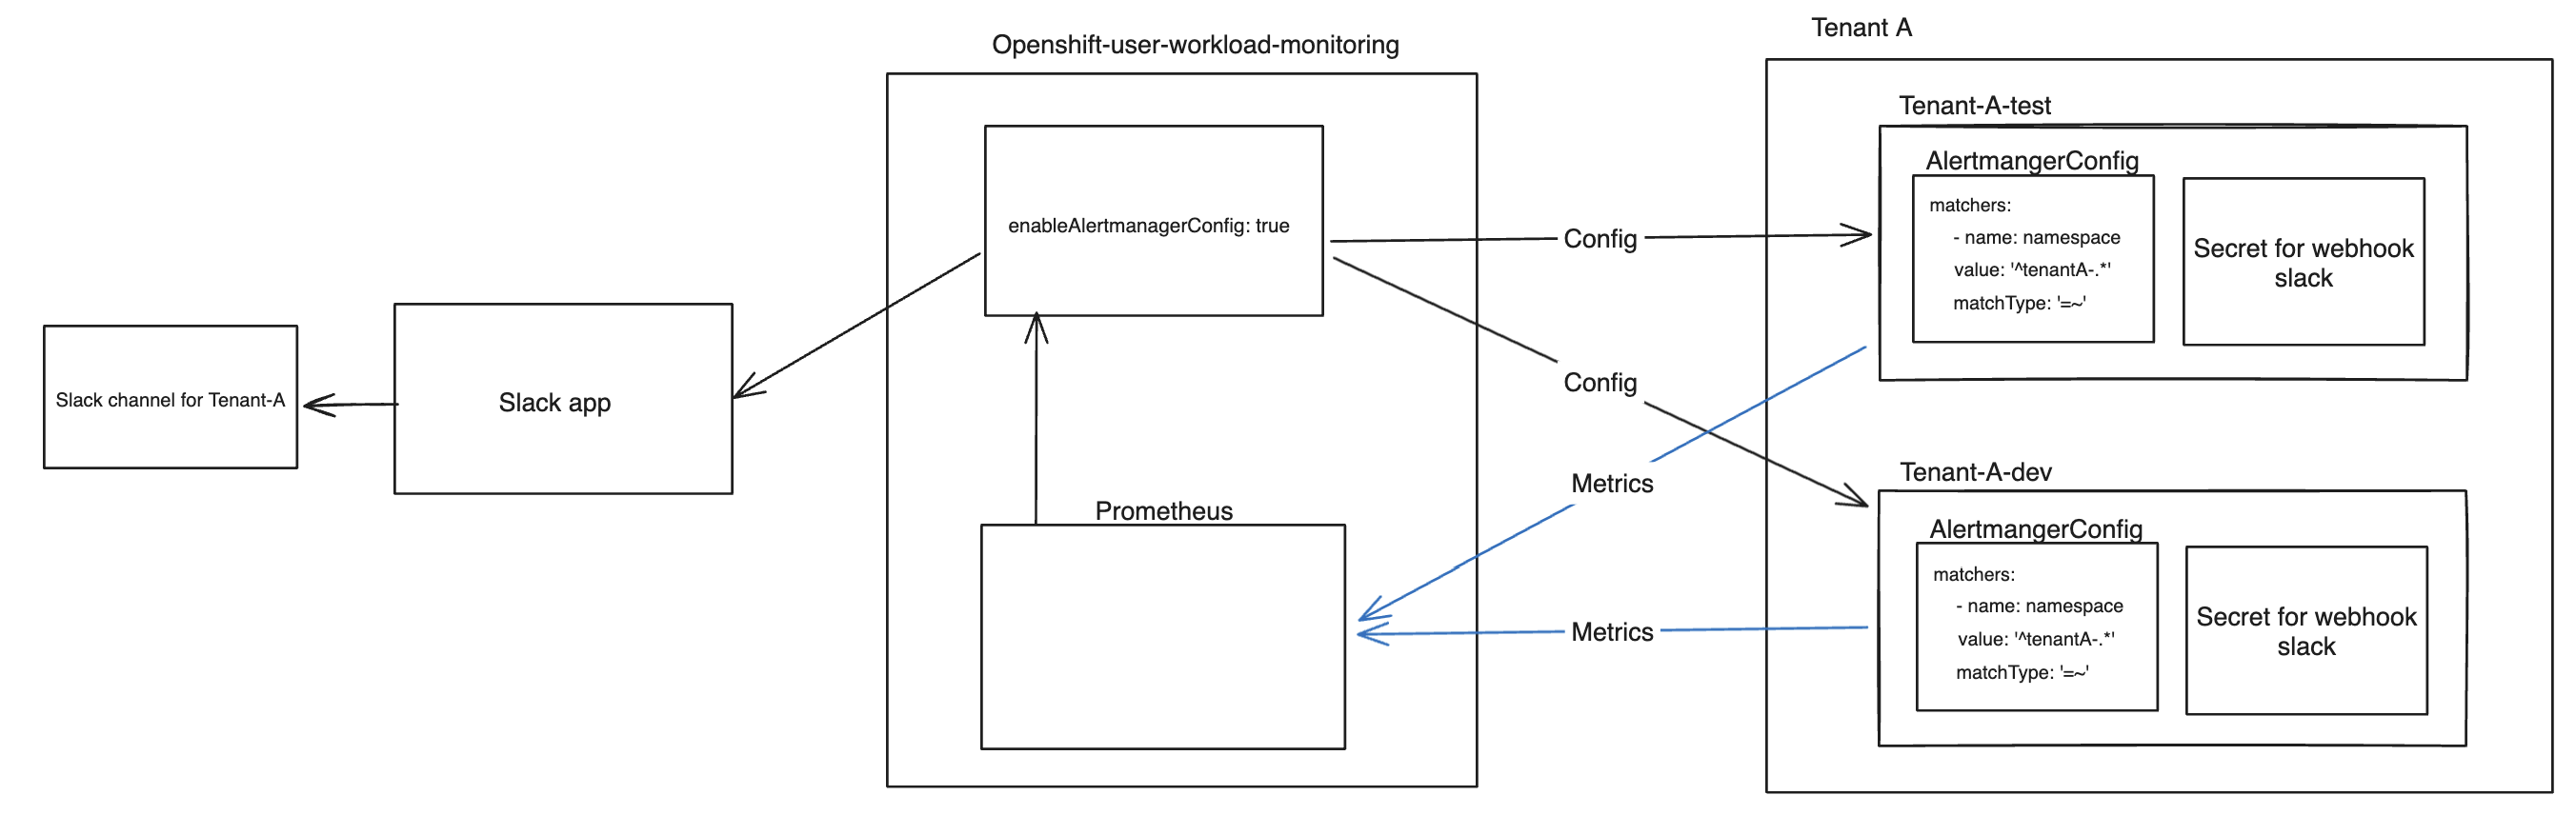 Openshift-user-workload-monitoring
Tenant A
Tenant-A-test
AlertmangerConfig
matchers:
- name: namespace
value: '^tenantA-.*'
matchType: '=~'
Secret for webhook
slack
enableAlertmanagerConfig: true
Config
Config
Slack channel for Tenant-A
Slack app
Metrics
Prometheus
Metrics
Tenant-A-dev
AlertmangerConfig
matchers:
- name: namespace
value: '^tenantA-.*'
matchType: '=~'
Secret for webhook
slack